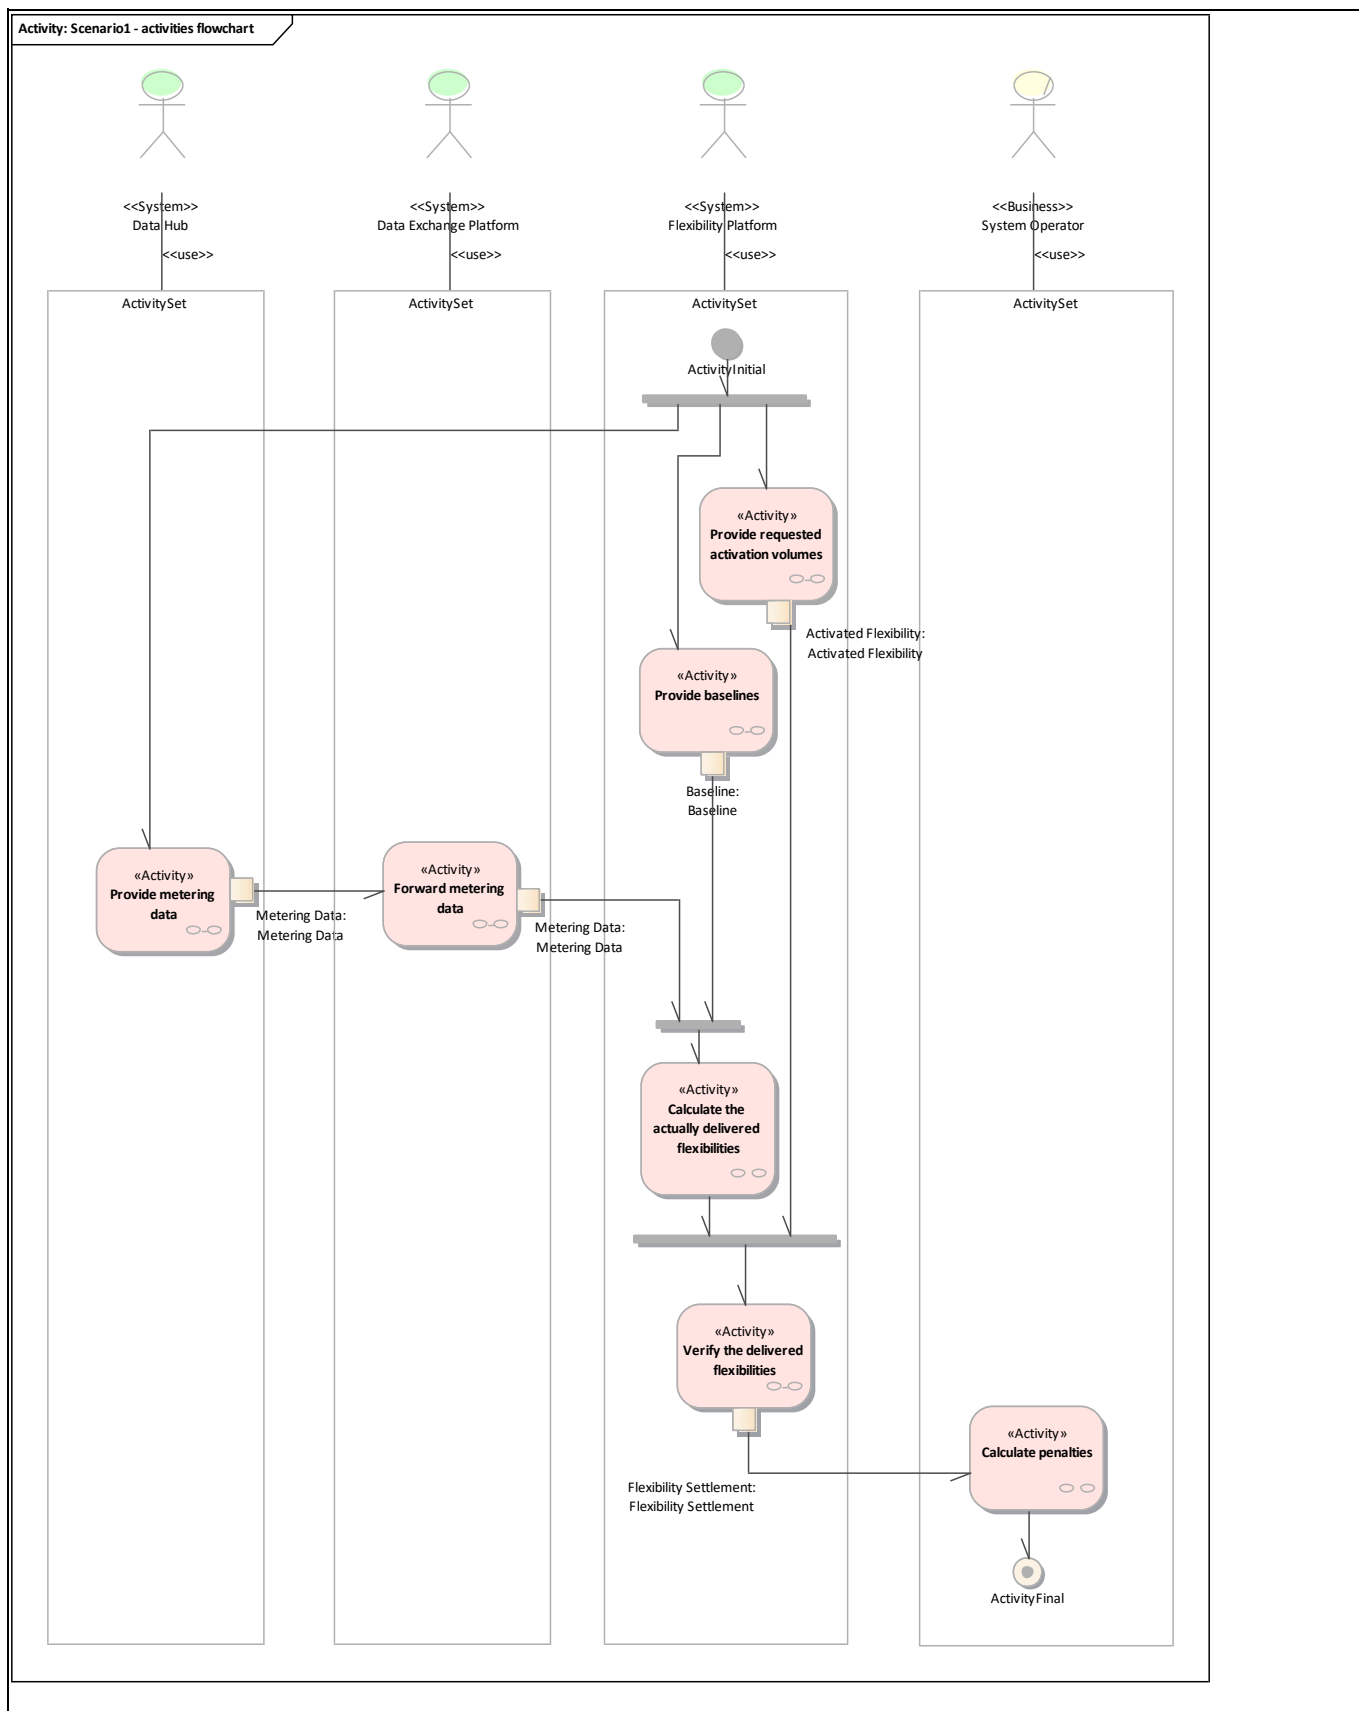 Activity: Scenario1 - activities flowchart
<<System>>
Data Hub
<<use>>
<<System>>
Data Exchange Platform
<<use>>
<<System>>
Flexibility Platform
<<use>>
<<Business>>
System Operator
<<use>>
ActivitySet
ActivitySet
ActivitySet
ActivitySet
ActivityInitial
«Activity»
Provide requested
activation volumes
Activated Flexibility:
Activated Flexibility
«Activity»
Provide baselines
Baseline:
Baseline
«Activity»
Provide metering
data
Metering Data:
Metering Data
«Activity»
Forward metering
data
Metering Data:
Metering Data
«Activity»
Calculate the
actually delivered
flexibilities
«Activity»
Verify the delivered
flexibilities
Flexibility Settlement:
Flexibility Settlement
«Activity»
Calculate penalties
ActivityFinal